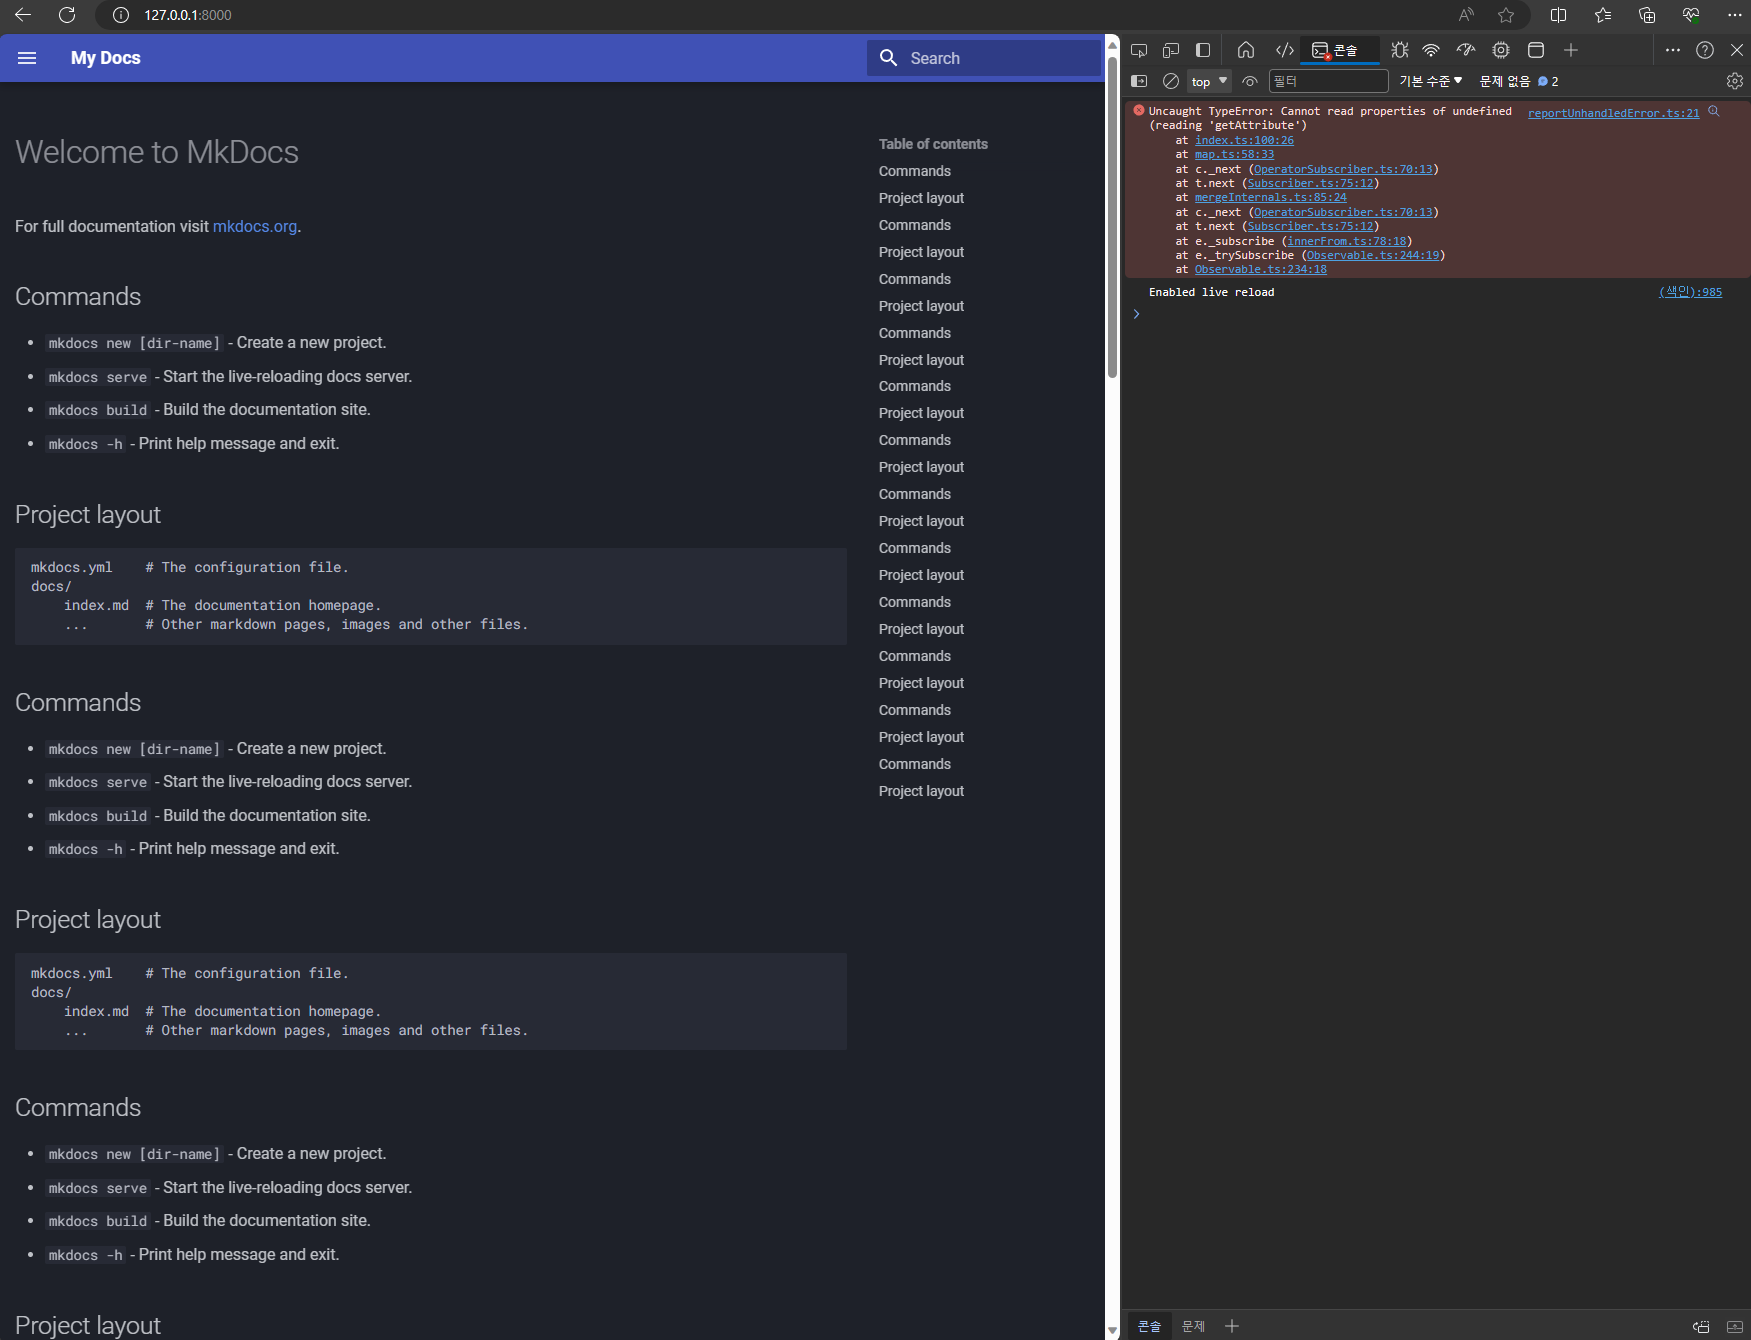 127.0.0.1:8000
My Docs
Search
Welcome to MkDocs
For full documentation visit mkdocs.org.
Commands
mkdocs new [dir-name] - Create a new project.
mkdocs serve - Start the live-reloading docs server.
mkdocs build - Build the documentation site.
mkdocs -h - Print help message and exit.
Project layout
mkdocs.yml    # The configuration file.
docs/
    index.md  # The documentation homepage.
    ...       # Other markdown pages, images and other files.
Commands
mkdocs new [dir-name] - Create a new project.
mkdocs serve - Start the live-reloading docs server.
mkdocs build - Build the documentation site.
mkdocs -h - Print help message and exit.
Project layout
mkdocs.yml    # The configuration file.
docs/
    index.md  # The documentation homepage.
    ...       # Other markdown pages, images and other files.
Commands
mkdocs new [dir-name] - Create a new project.
mkdocs serve - Start the live-reloading docs server.
mkdocs build - Build the documentation site.
mkdocs -h - Print help message and exit.
Project layout
Table of contents
Commands
Project layout
Commands
Project layout
Commands
Project layout
Commands
Project layout
Commands
Project layout
Commands
Project layout
Commands
Project layout
Commands
Project layout
Commands
Project layout
Commands
Project layout
Commands
Project layout
Commands
Project layout
콘솔
top 필터 기본 수준 문제 없음 2
Uncaught TypeError: Cannot read properties of undefined reportUnhandledError.ts:21
(reading 'getAttribute')
    at index.ts:100:26
    at map.ts:58:33
    at c._next (OperatorSubscriber.ts:70:13)
    at t.next (Subscriber.ts:75:12)
    at mergeInternals.ts:85:24
    at c._next (OperatorSubscriber.ts:70:13)
    at t.next (Subscriber.ts:75:12)
    at e._subscribe (innerFrom.ts:78:18)
    at e._trySubscribe (Observable.ts:244:19)
    at Observable.ts:234:18
Enabled live reload (색인):985
콘솔 문제